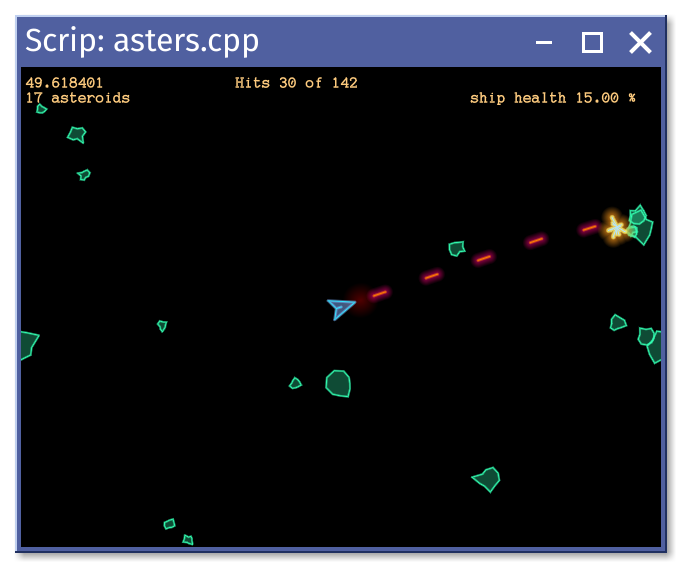 Scrip: asters.cpp
49.618401
Hits 30 of 142
17 asteroids
ship health 15.00 %